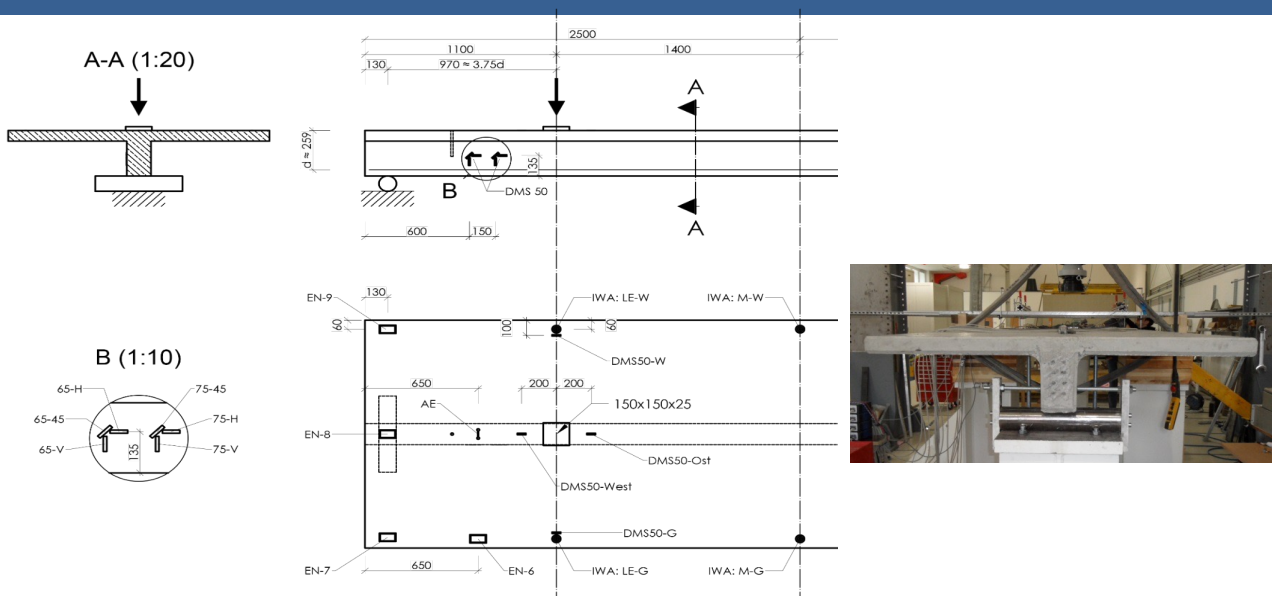 A-A (1:20)
2500
1100
1400
130
970 ≈ 3.75d
A
d ≈ 259
135
B
DMS 50
A
600
150
130
EN-9
IWA: LE-W
IWA: M-W
60
100
60
DMS50-W
B (1:10)
65-H
75-45
65-45
75-H
65-V
75-V
135
650
200
200
AE
150x150x25
EN-8
DMS50-Ost
DMS50-West
DMS50-G
EN-7
650
EN-6
IWA: LE-G
IWA: M-G